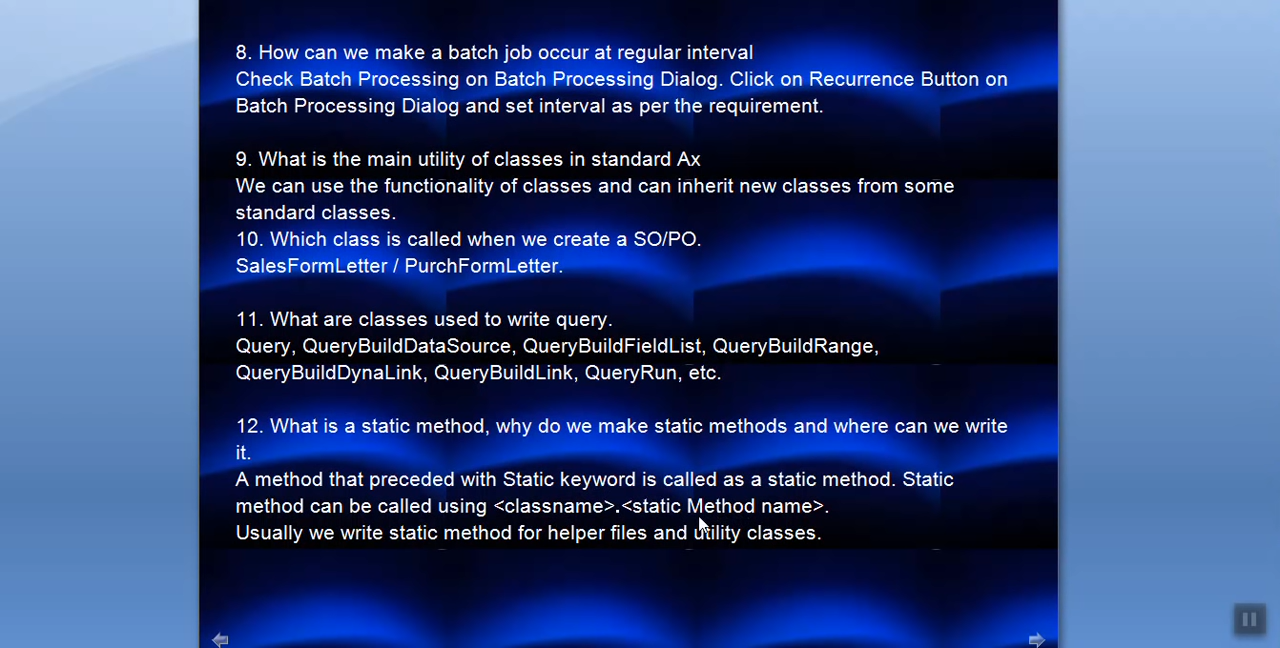 8. How can we make a batch job occur at regular interval
Check Batch Processing on Batch Processing Dialog. Click on Recurrence Button on
Batch Processing Dialog and set interval as per the requirement.
9. What is the main utility of classes in standard Ax
We can use the functionality of classes and can inherit new classes from some
standard classes.
10. Which class is called when we create a SO/PO.
SalesFormLetter / PurchFormLetter.
11. What are classes used to write query.
Query, QueryBuildDataSource, QueryBuildFieldList, QueryBuildRange,
QueryBuildDynaLink, QueryBuildLink, QueryRun, etc.
12. What is a static method, why do we make static methods and where can we write
it.
A method that preceded with Static keyword is called as a static method. Static
method can be called using <classname>.<static Method name>.
Usually we write static method for helper files and utility classes.